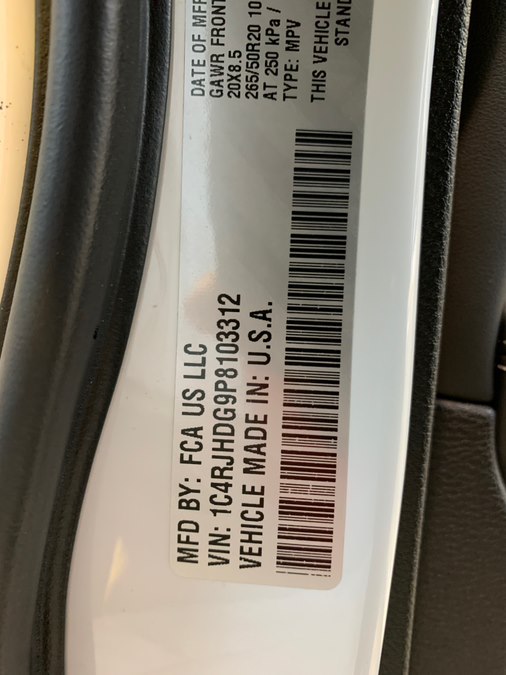 MFD BY: FCA US LLC
VIN: 1C4RJHDG9P8103312
VEHICLE MADE IN: U.S.A.
DATE OF MFR
GAWR FRONT
20X8.5
265/50R20 10
AT 250 kPa /
TYPE: MPV
THIS VEHICLE
STAND